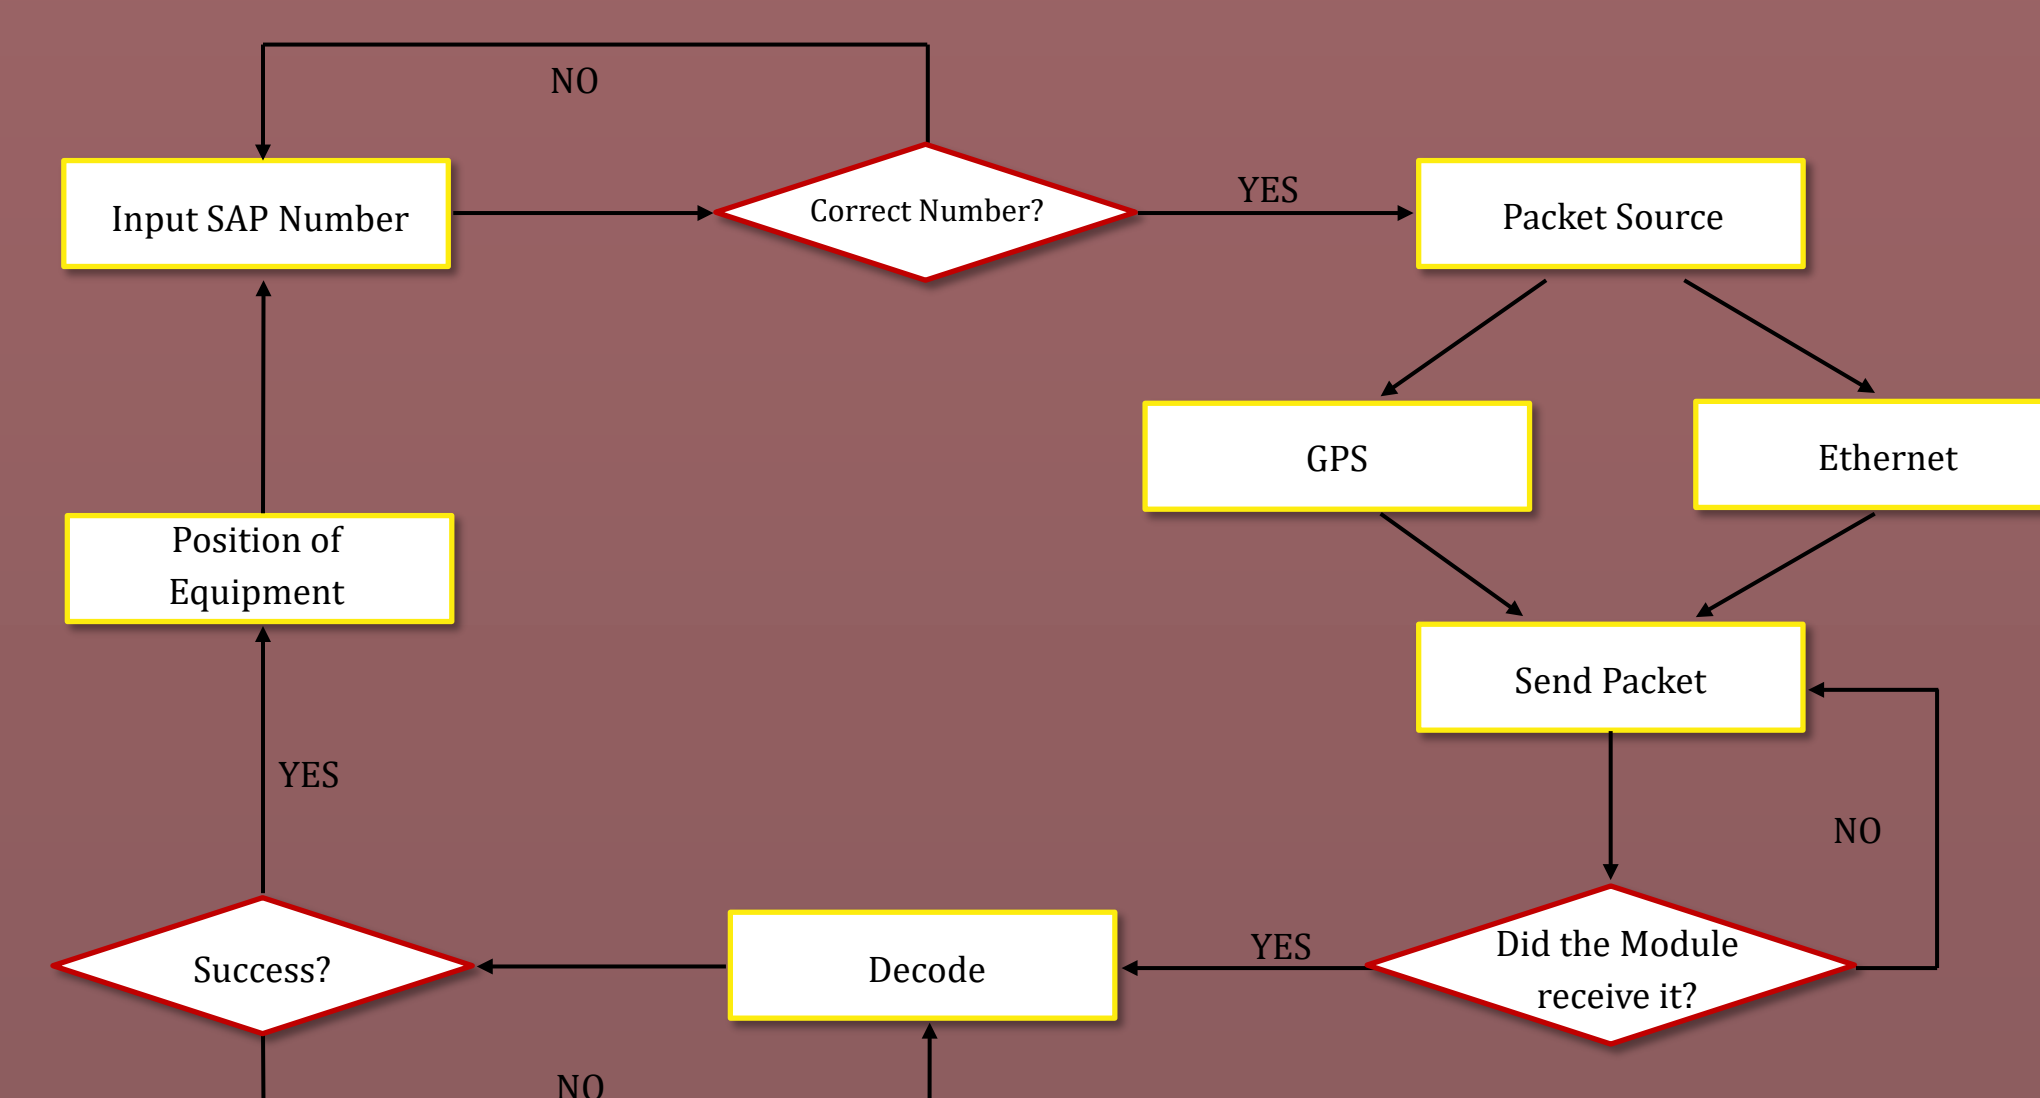 NO
Input SAP Number
Correct Number?
YES
Packet Source
GPS
Ethernet
Position of
Equipment
Send Packet
YES
NO
Success?
Decode
YES
Did the Module
receive it?
NO